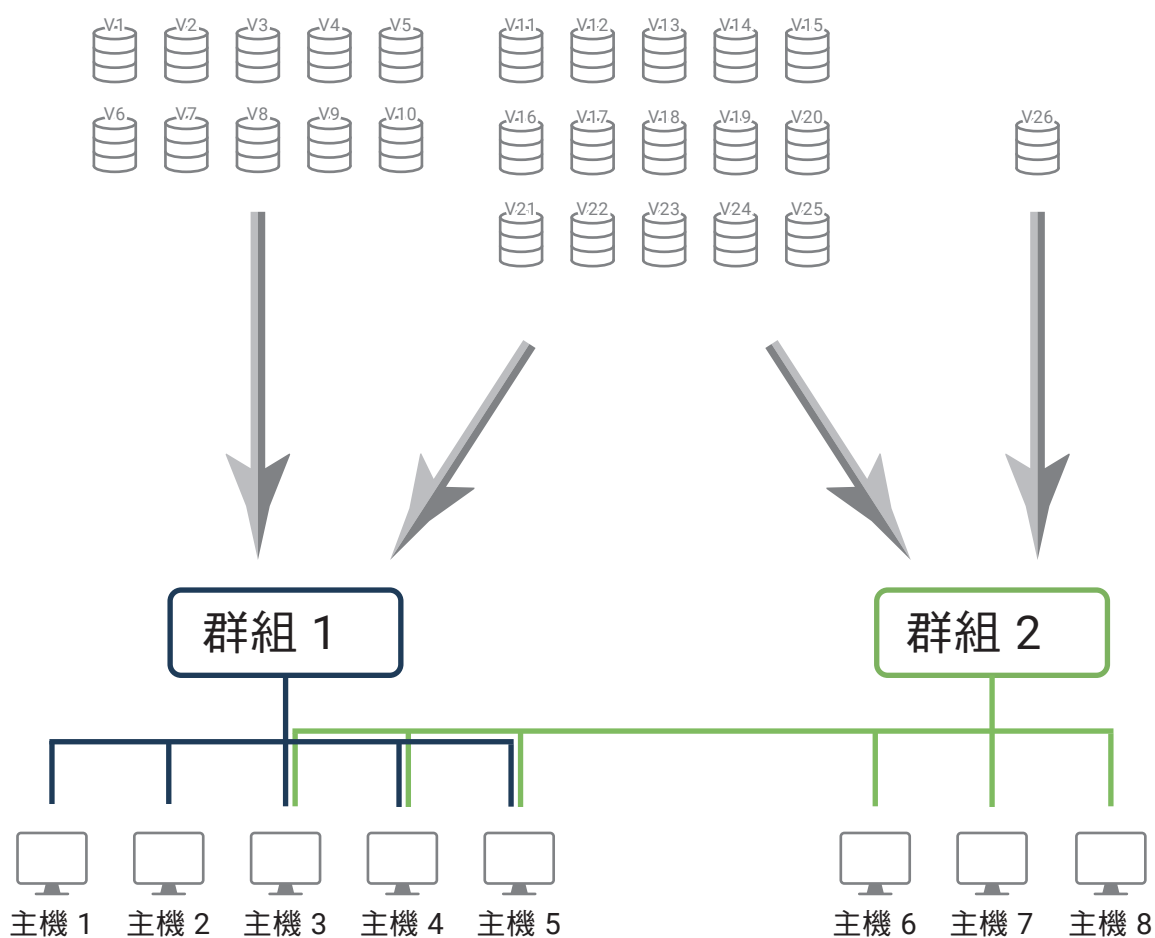 V1 V2 V3 V4 V5
V6 V7 V8 V9 V10
V11 V12 V13 V14 V15
V16 V17 V18 V19 V20
V21 V22 V23 V24 V25
V26
群組 1
群組 2
主機 1 主機 2 主機 3 主機 4 主機 5 主機 6 主機 7 主機 8